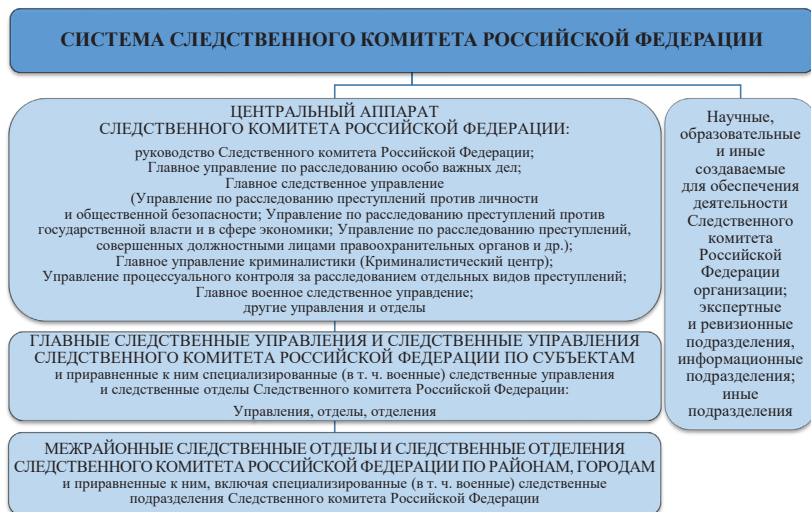 СИСТЕМА СЛЕДСТВЕННОГО КОМИТЕТА РОССИЙСКОЙ ФЕДЕРАЦИИ
ЦЕНТРАЛЬНЫЙ АППАРАТ
СЛЕДСТВЕННОГО КОМИТЕТА РОССИЙСКОЙ ФЕДЕРАЦИИ:
руководство Следственного комитета Российской Федерации;
Главное управление по расследованию особо важных дел;
Главное следственное управление
(Управление по расследованию преступлений против личности
и общественной безопасности; Управление по расследованию преступлений против
государственной власти и в сфере экономики; Управление по расследованию преступлений,
совершенных должностными лицами правоохранительных органов и др.);
Главное управление криминалистики (Криминалистический центр);
Управление процессуального контроля за расследованием отдельных видов преступлений;
Главное военное следственное управдение;
другие управления и отделы
ГЛАВНЫЕ СЛЕДСТВЕННЫЕ УПРАВЛЕНИЯ И СЛЕДСТВЕННЫЕ УПРАВЛЕНИЯ
СЛЕДСТВЕННОГО КОМИТЕТА РОССИЙСКОЙ ФЕДЕРАЦИИ ПО СУБЪЕКТАМ
и приравненные к ним специализированные (в т. ч. военные) следственные управления
и следственные отделы Следственного комитета Российской Федерации:
Управления, отделы, отделения
МЕЖРАЙОННЫЕ СЛЕДСТВЕННЫЕ ОТДЕЛЫ И СЛЕДСТВЕННЫЕ ОТДЕЛЕНИЯ
СЛЕДСТВЕННОГО КОМИТЕТА РОССИЙСКОЙ ФЕДЕРАЦИИ ПО РАЙОНАМ, ГОРОДАМ
и приравненные к ним, включая специализированные (в т. ч. военные) следственные
подразделения Следственного комитета Российской Федерации
Научные,
образовательные
и иные
создаваемые
для обеспечения
деятельности
Следственного
комитета
Российской
Федерации
организации;
экспертные
и ревизионные
подразделения,
информационные
подразделения;
иные
подразделения